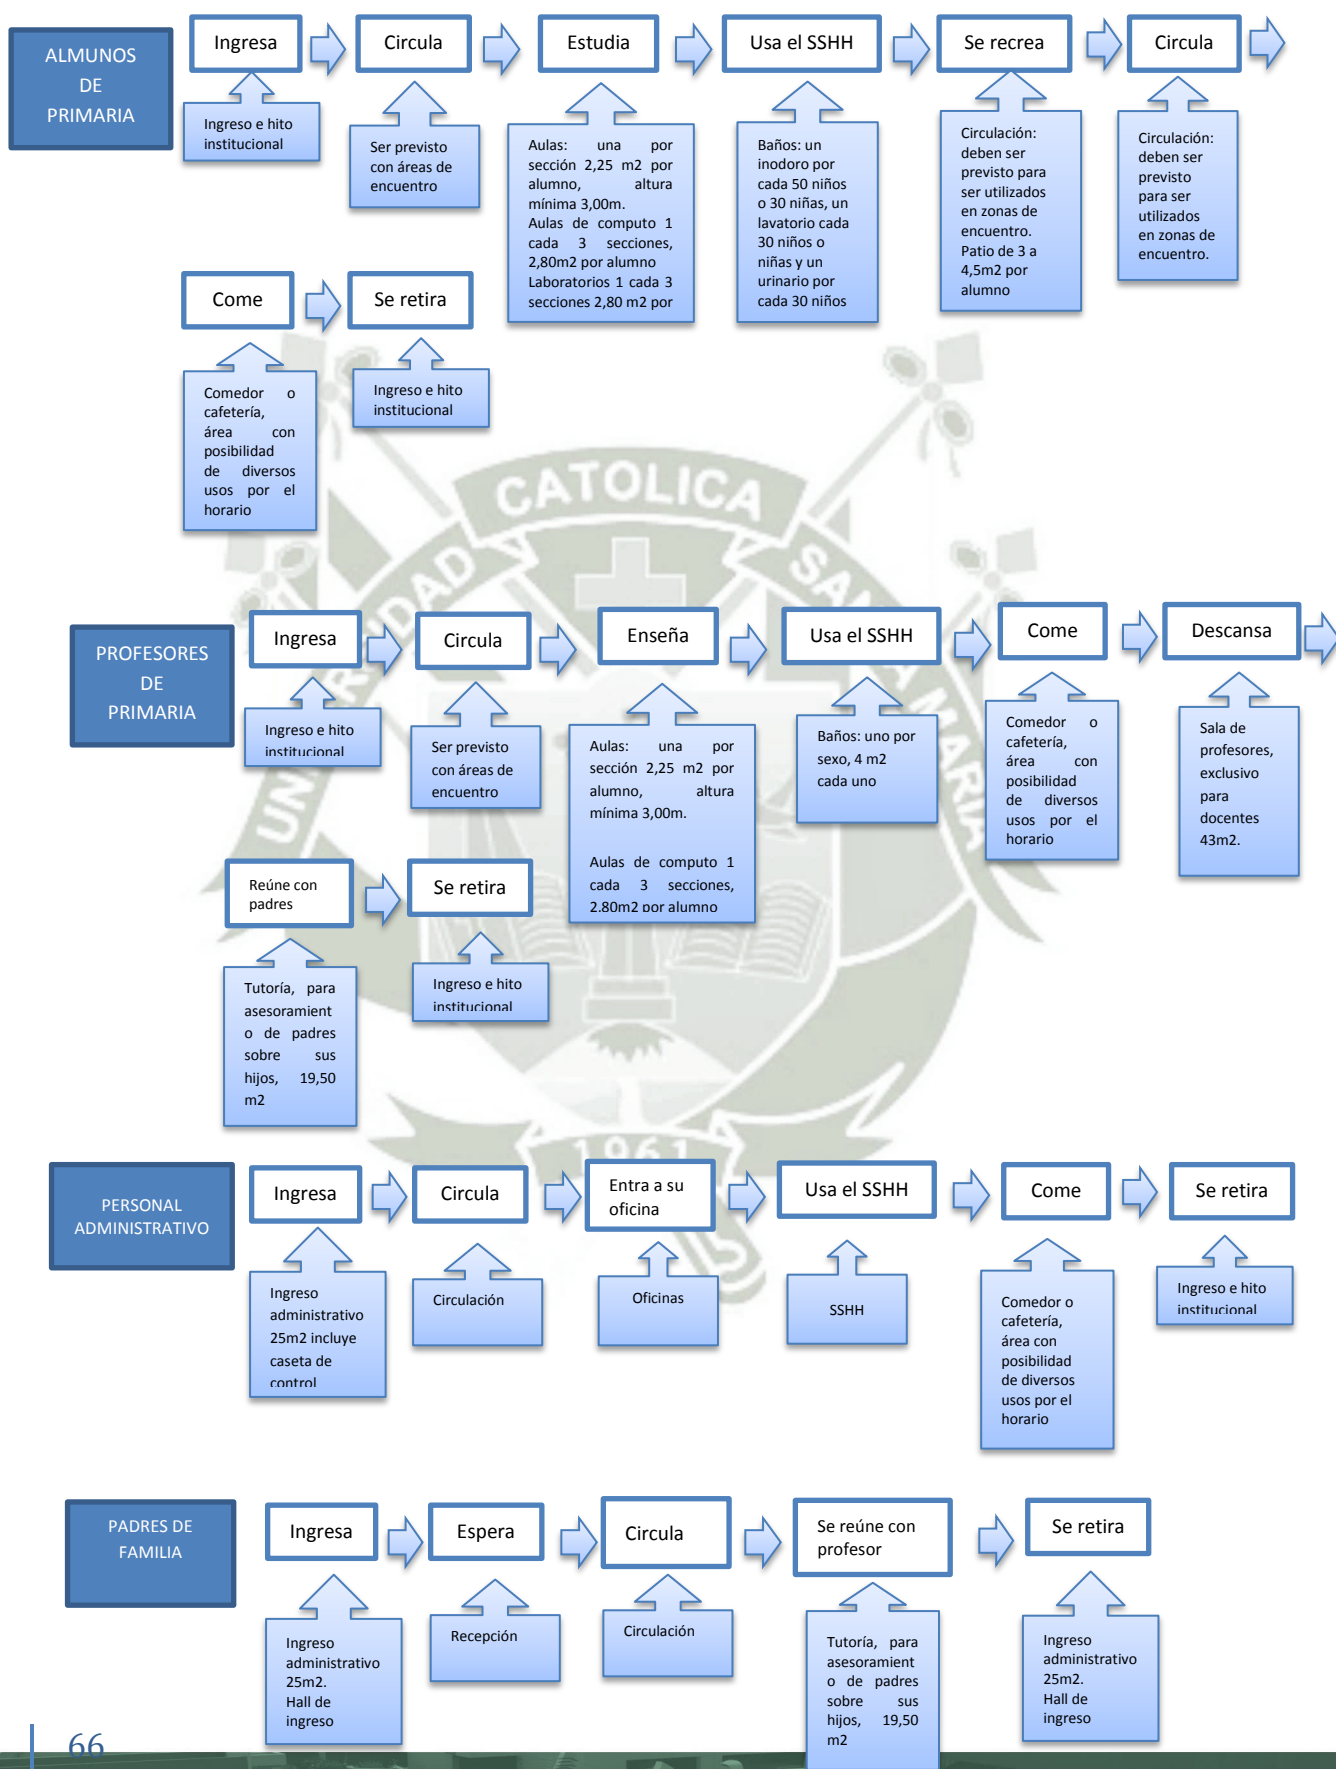 ALMUNOS
DE
PRIMARIA
Ingresa
Circula
Estudia
Usa el SSHH
Se recrea
Circula
Ingreso e hito
institucional
Ser previsto
con áreas de
encuentro
Aulas: una por
sección 2,25 m2 por
alumno, altura
mínima 3,00m.
Aulas de computo 1
cada 3 secciones,
2,80m2 por alumno
Laboratorios 1 cada 3
secciones 2,80 m2 por
Baños: un
inodoro por
cada 50 niños
o 30 niñas, un
lavatorio cada
30 niños o
niñas y un
urinario por
cada 30 niños
Circulación:
deben ser
previsto para
ser utilizados
en zonas de
encuentro.
Patio de 3 a
4,5m2 por
alumno
Circulación:
deben ser
previsto
para ser
utilizados
en zonas de
encuentro.
Come
Se retira
Comedor o
cafetería,
área con
posibilidad
de diversos
usos por el
horario
Ingreso e hito
institucional
UNIVERSIDAD
CATOLICA
SANTA MARIA
1961
PROFESORES
DE
PRIMARIA
Ingresa
Circula
Enseña
Usa el SSHH
Come
Descansa
Ingreso e hito
institucional
Ser previsto
con áreas de
encuentro
Aulas: una por
sección 2,25 m2 por
alumno, altura
mínima 3,00m.
Aulas de computo 1
cada 3 secciones,
2.80m2 por alumno
Baños: uno por
sexo, 4 m2
cada uno
Comedor o
cafetería,
área con
posibilidad
de diversos
usos por el
horario
Sala de
profesores,
exclusivo
para
docentes
43m2.
Reúne con
padres
Se retira
Tutoría, para
asesoramient
o de padres
sobre sus
hijos, 19,50
m2
Ingreso e hito
institucional
PERSONAL
ADMINISTRATIVO
Ingresa
Circula
Entra a su
oficina
Usa el SSHH
Come
Se retira
Ingreso
administrativo
25m2 incluye
caseta de
control
Circulación
Oficinas
SSHH
Comedor o
cafetería,
área con
posibilidad
de diversos
usos por el
horario
Ingreso e hito
institucional
PADRES DE
FAMILIA
Ingresa
Espera
Circula
Se reúne con
profesor
Se retira
Ingreso
administrativo
25m2.
Hall de
ingreso
Recepción
Circulación
Tutoría, para
asesoramient
o de padres
sobre sus
hijos, 19,50
m2
Ingreso
administrativo
25m2.
Hall de
ingreso
66